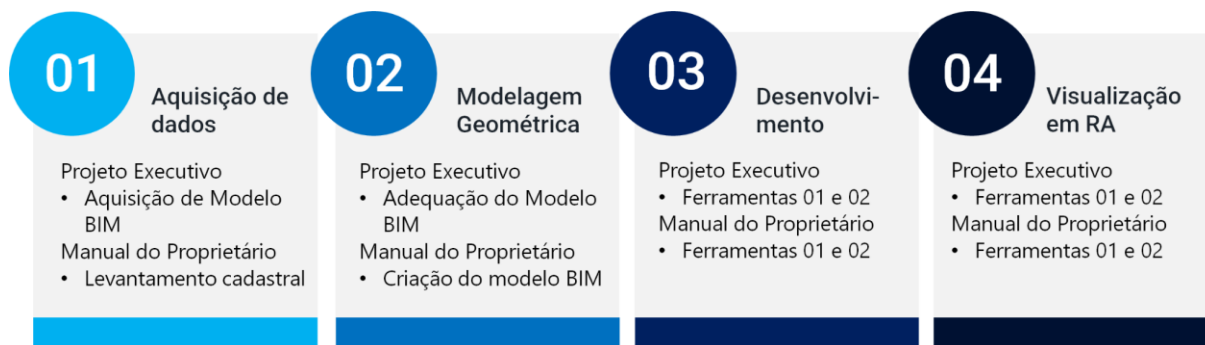 01
Aquisição de
dados
Projeto Executivo
• Aquisição de Modelo
BIM
Manual do Proprietário
• Levantamento cadastral
02
Modelagem
Geométrica
Projeto Executivo
• Adequação do Modelo
BIM
Manual do Proprietário
• Criação do modelo BIM
03
Desenvolvi-
mento
Projeto Executivo
• Ferramentas 01 e 02
Manual do Proprietário
• Ferramentas 01 e 02
04
Visualização
em RA
Projeto Executivo
• Ferramentas 01 e 02
Manual do Proprietário
• Ferramentas 01 e 02